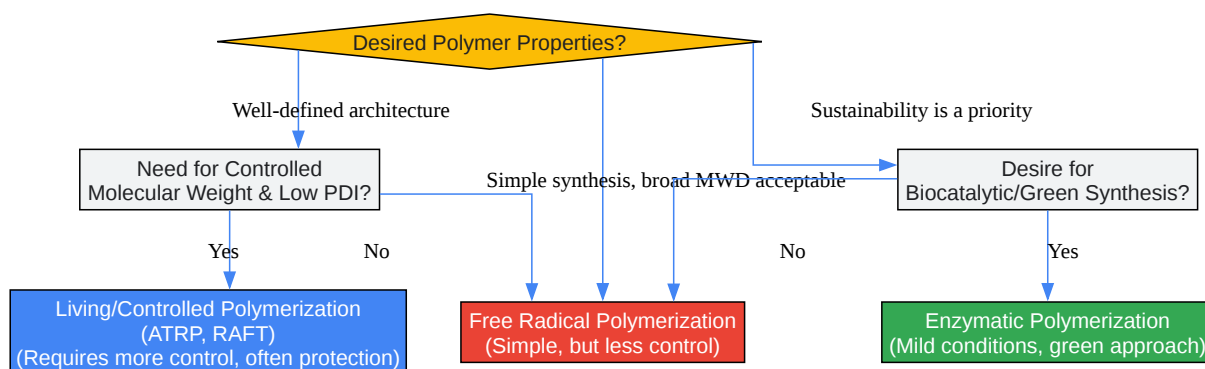 Desired Polymer Properties?
Well-defined architecture
Sustainability is a priority
Need for Controlled
Molecular Weight & Low PDI?
Simple synthesis, broad MWD acceptable
Desire for
Biocatalytic/Green Synthesis?
Yes
No
No
Yes
Living/Controlled Polymerization
(ATRP, RAFT)
(Requires more control, often protection)
Free Radical Polymerization
(Simple, but less control)
Enzymatic Polymerization
(Mild conditions, green approach)